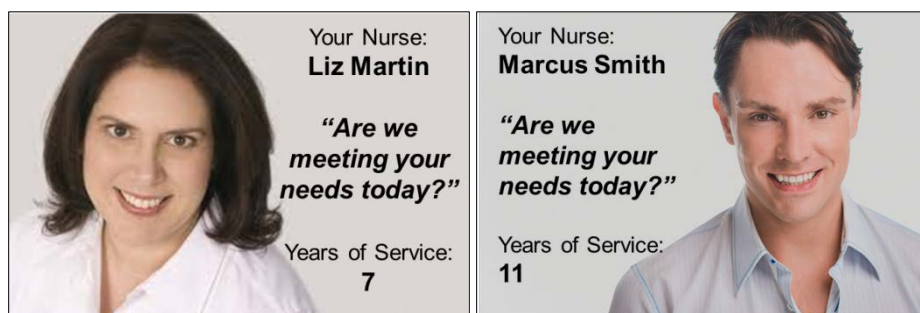 Your Nurse:
Liz Martin
“Are we
meeting your
needs today?”
Years of Service:
7
Your Nurse:
Marcus Smith
“Are we
meeting your
needs today?”
Years of Service:
11